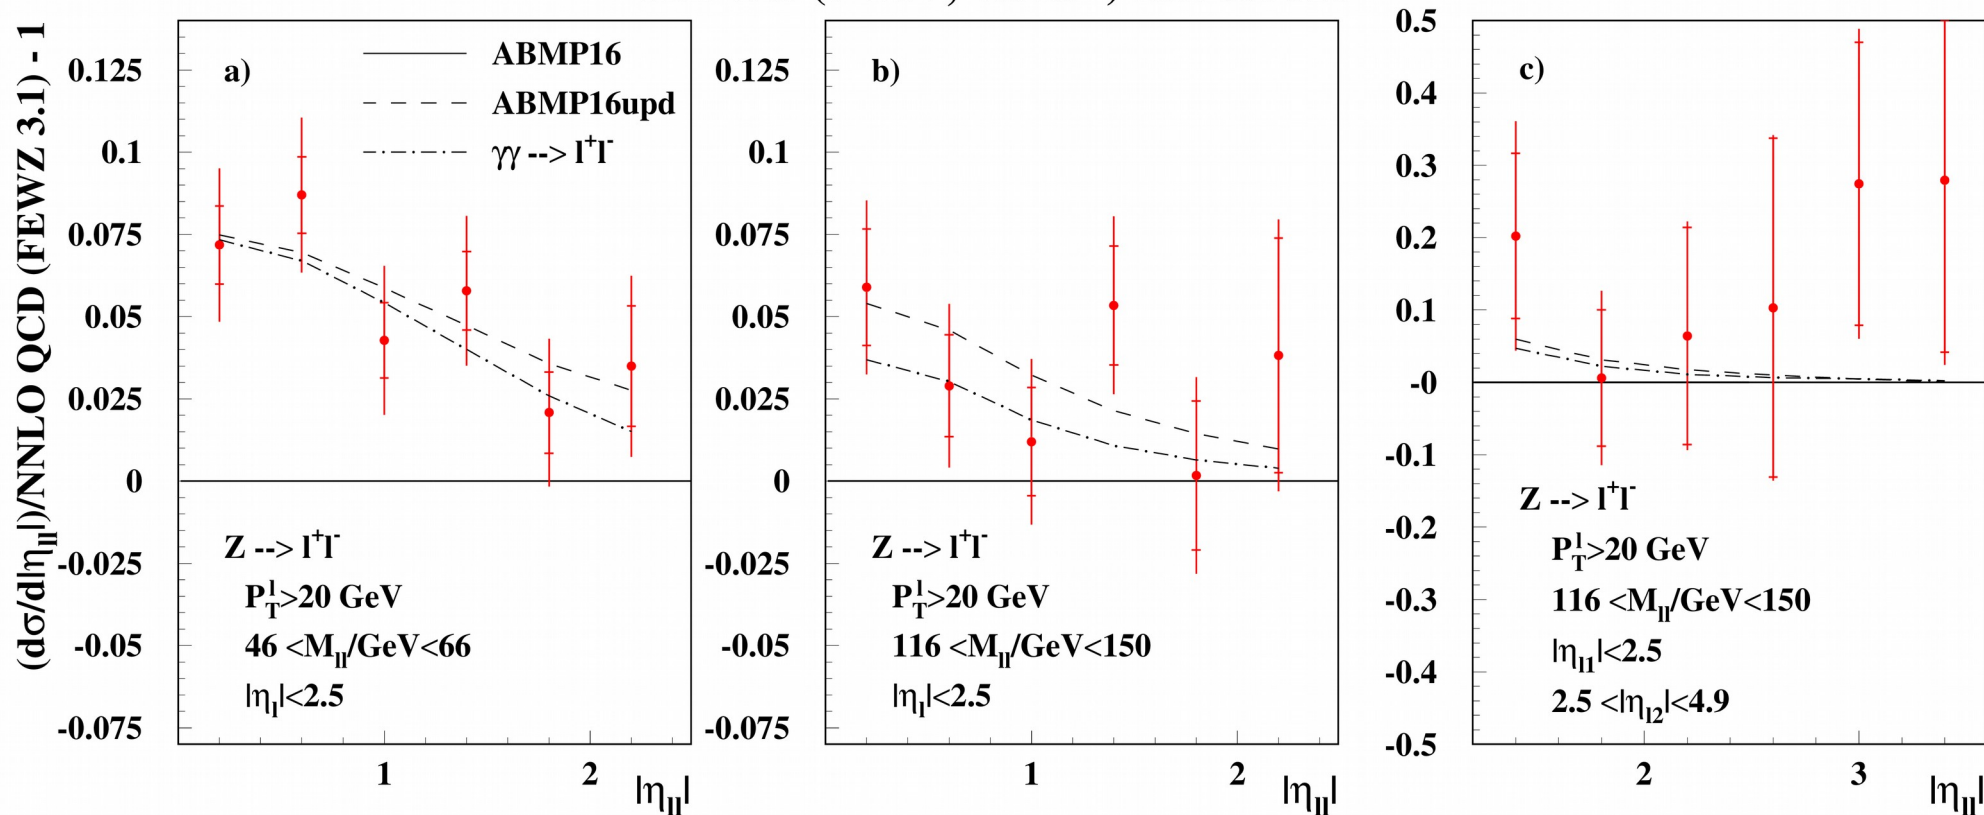 (dσ/d|η_ll|)/NNLO QCD (FEWZ 3.1) - 1
0.125
0.1
0.075
0.05
0.025
0
-0.025
-0.05
-0.075
a)
ABMP16
ABMP16upd
γγ --> l⁺l⁻
Z --> l⁺l⁻
P_T^l>20 GeV
46 <M_ll/GeV<66
|η_l|<2.5
1 2
|η_ll|
0.125
0.1
0.075
0.05
0.025
0
-0.025
-0.05
-0.075
b)
Z --> l⁺l⁻
P_T^l>20 GeV
116 <M_ll/GeV<150
|η_l|<2.5
1 2
|η_ll|
0.5
0.4
0.3
0.2
0.1
-0
-0.1
-0.2
-0.3
-0.4
-0.5
c)
Z --> l⁺l⁻
P_T^l>20 GeV
116 <M_ll/GeV<150
|η_l1|<2.5
2.5 <|η_l2|<4.9
2 3
|η_ll|